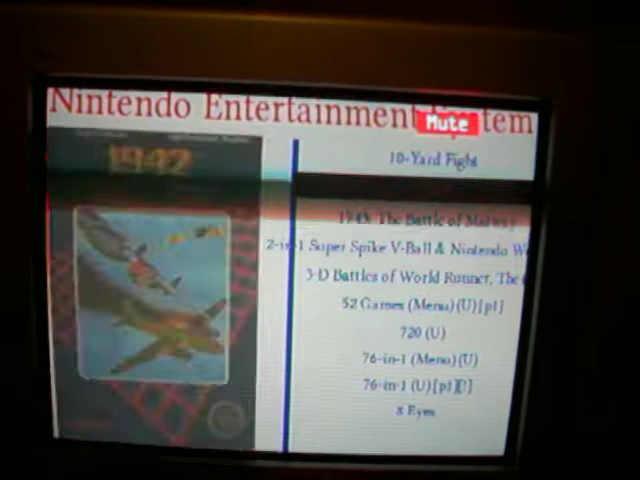 Nintendo Entertainment System
Mute
1942
10-Yard Fight
1943: The Battle of Midway
2-in-1 Super Spike V-Ball & Nintendo W
3-D Battles of World Runner, The (
52 Games (Menu) (U) [p1]
720 (U)
76-in-1 (Menu) (U)
76-in-1 (U) [p1][!]
8 Eyes